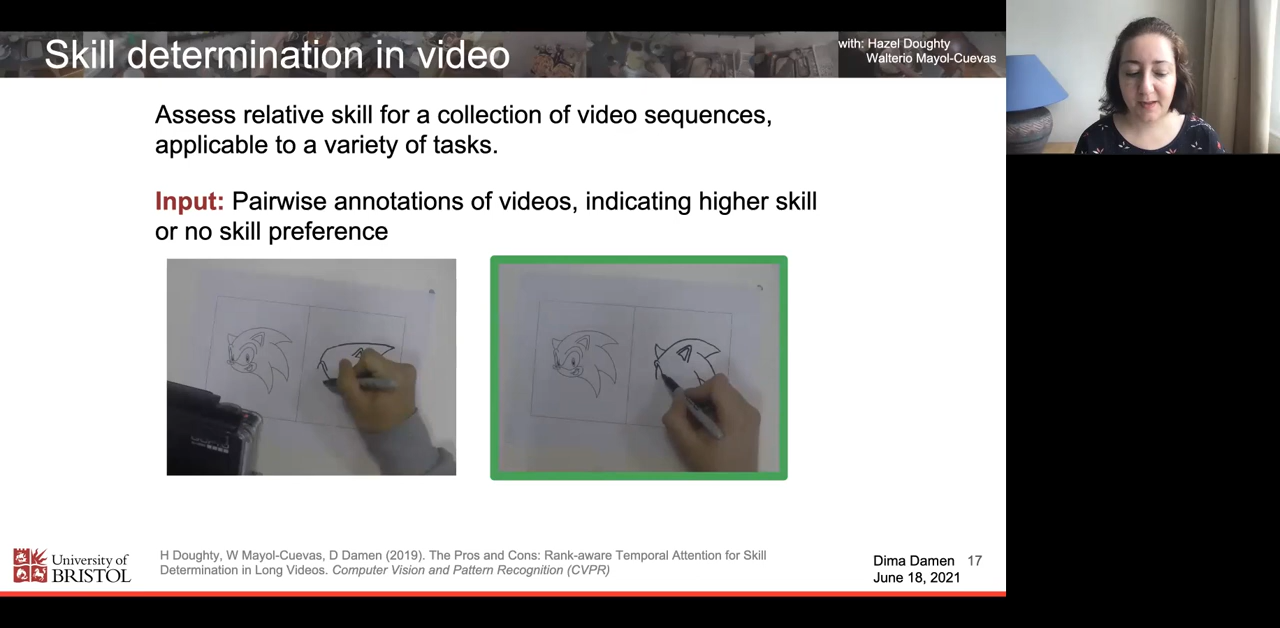 Skill determination in video
with: Hazel Doughty
Walterio Mayol-Cuevas
Assess relative skill for a collection of video sequences,
applicable to a variety of tasks.
Input: Pairwise annotations of videos, indicating higher skill
or no skill preference
University of
BRISTOL
H Doughty, W Mayol-Cuevas, D Damen (2019). The Pros and Cons: Rank-aware Temporal Attention for Skill
Determination in Long Videos. Computer Vision and Pattern Recognition (CVPR)
Dima Damen 17
June 18, 2021